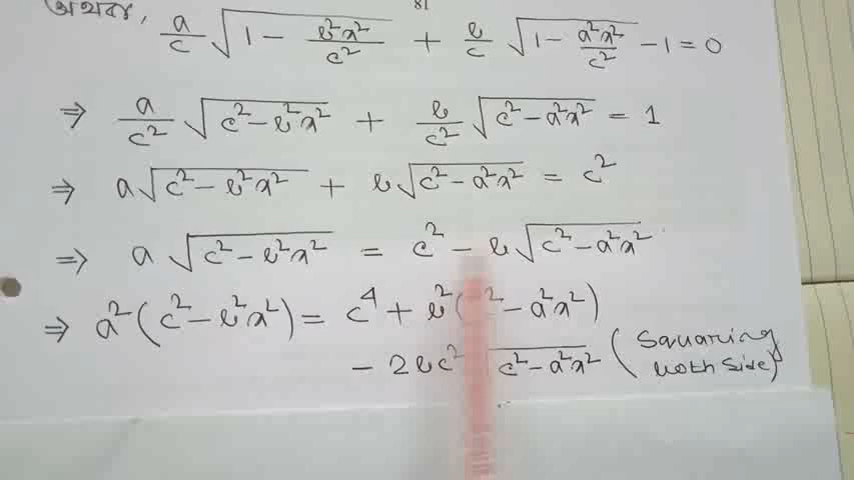 অথবা, a/c √(1 - b²x²/c²) + b/c √(1 - a²x²/c²) - 1 = 0
⇒ a/c² √(c² - b²x²) + b/c² √(c² - a²x²) = 1
⇒ a√(c² - b²x²) + b√(c² - a²x²) = c²
⇒ a √(c² - b²x²) = c² - b√(c² - a²x²)
⇒ a²(c² - b²x²) = c⁴ + b²(c² - a²x²)
- 2bc² √(c² - a²x²) (Squaring both side)